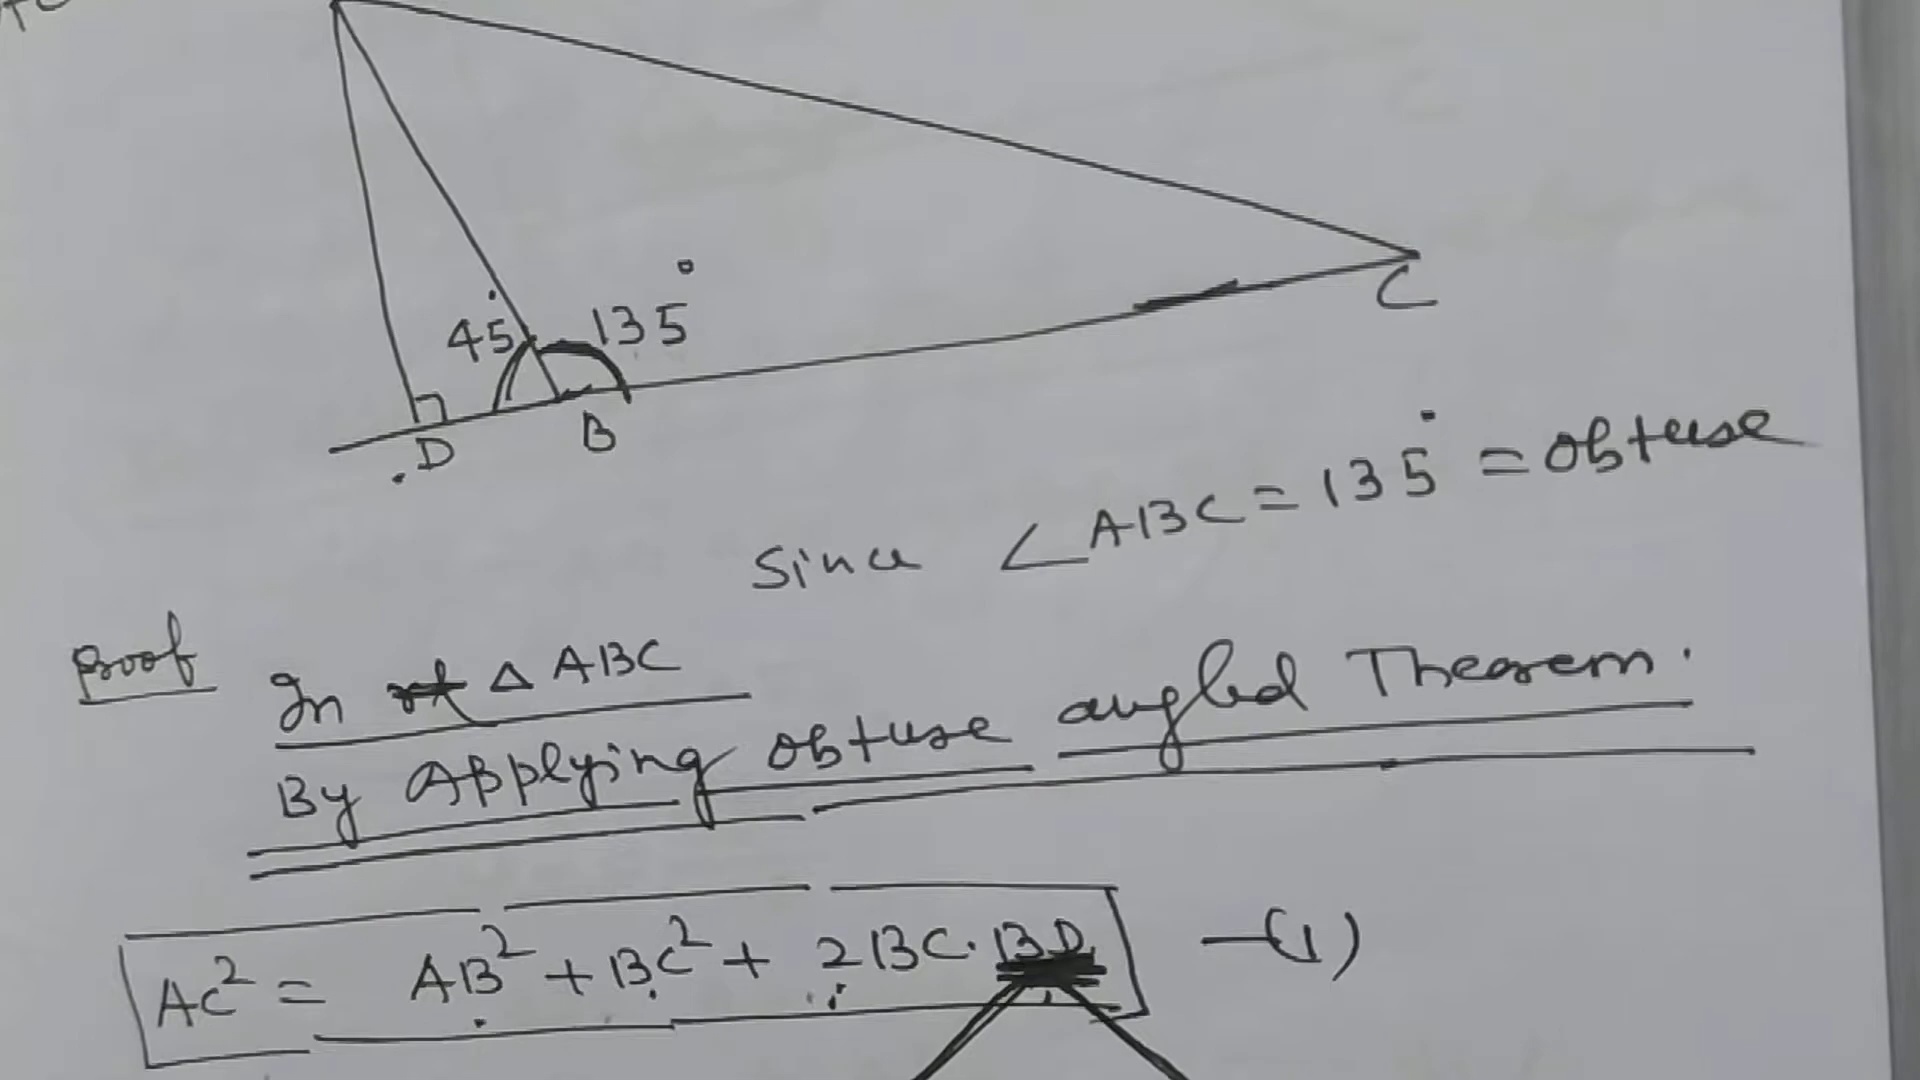 45° 135°
C
D B
Since ∠ABC = 135° = obtuse
Proof
In Δ ABC
By Applying obtuse angled Theorem.
AC² = AB² + BC² + 2BC·BD —(1)